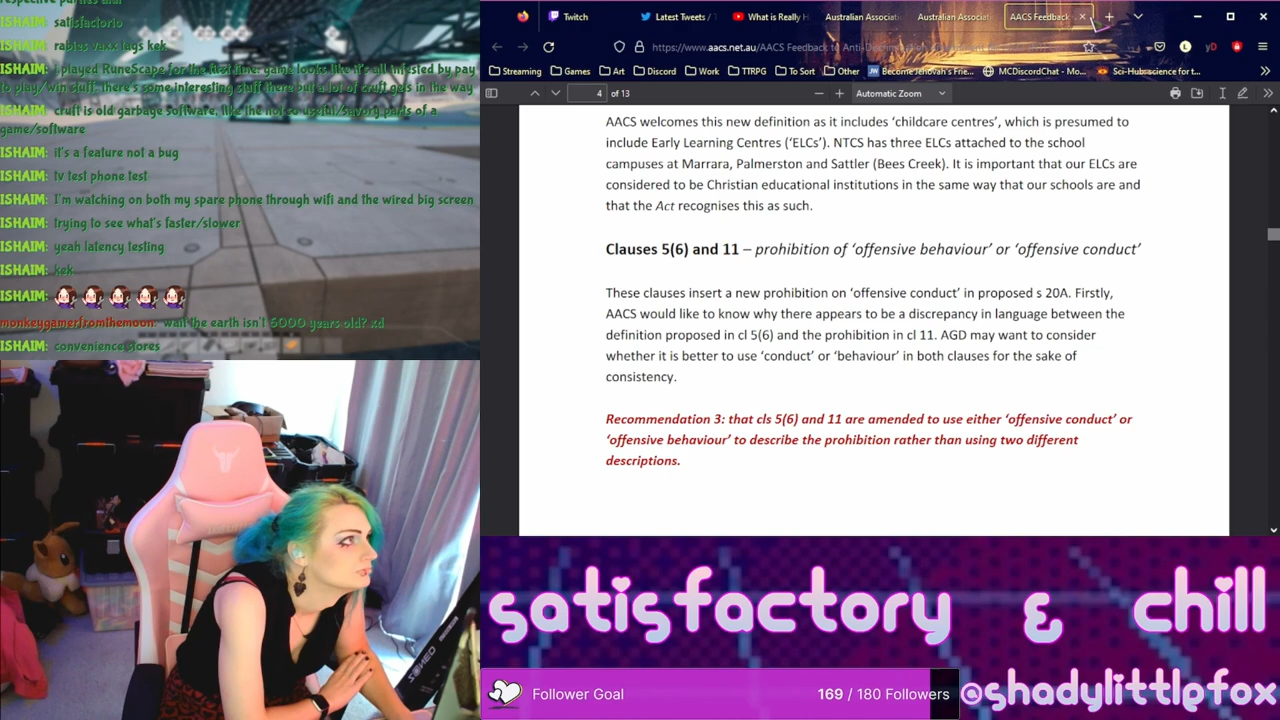 respective parties aidi
ISHAIM: satisfactorio
ISHAIM: rabies vaxx lays kek
ISHAIM: i played RuneScape for the first time. game looks like it's all infested by pay
to play/win stuff. there's some interesting stuff there but a lot of cruft gets in the way
ISHAIM: cruft is old garbage software, like the not so useful/savory parts of a
game/software
ISHAIM: it's a feature not a bug
ISHAIM: tv test phone test
ISHAIM: I'm watching on both my spare phone through wifi and the wired big screen
ISHAIM: trying to see what's faster/slower
ISHAIM: yeah latency testing
ISHAIM: kek
ISHAIM:
monkeygamerfromthemoon: wait the earth isn't 6000 years old? xd
ISHAIM: convenience stores
Twitch
Latest Tweets / T
What is Really H
Australian Associati
Australian Associati
AACS Feedback
https://www.aacs.net.au/AACS Feedback to Anti-Discrimination
Streaming Games Art Discord Work TTRPG To Sort Other Become Jehovah's Frie... MCDiscordChat - Mo... Sci-Hub: science for t...
4 of 13 Automatic Zoom
AACS welcomes this new definition as it includes 'childcare centres', which is presumed to
include Early Learning Centres ('ELCs'). NTCS has three ELCs attached to the school
campuses at Marrara, Palmerston and Sattler (Bees Creek). It is important that our ELCs are
considered to be Christian educational institutions in the same way that our schools are and
that the Act recognises this as such.
Clauses 5(6) and 11 – prohibition of 'offensive behaviour' or 'offensive conduct'
These clauses insert a new prohibition on 'offensive conduct' in proposed s 20A. Firstly,
AACS would like to know why there appears to be a discrepancy in language between the
definition proposed in cl 5(6) and the prohibition in cl 11. AGD may want to consider
whether it is better to use 'conduct' or 'behaviour' in both clauses for the sake of
consistency.
Recommendation 3: that cls 5(6) and 11 are amended to use either 'offensive conduct' or
'offensive behaviour' to describe the prohibition rather than using two different
descriptions.
satisfactory & chill
Follower Goal 169 / 180 Followers
@shadylittlefox